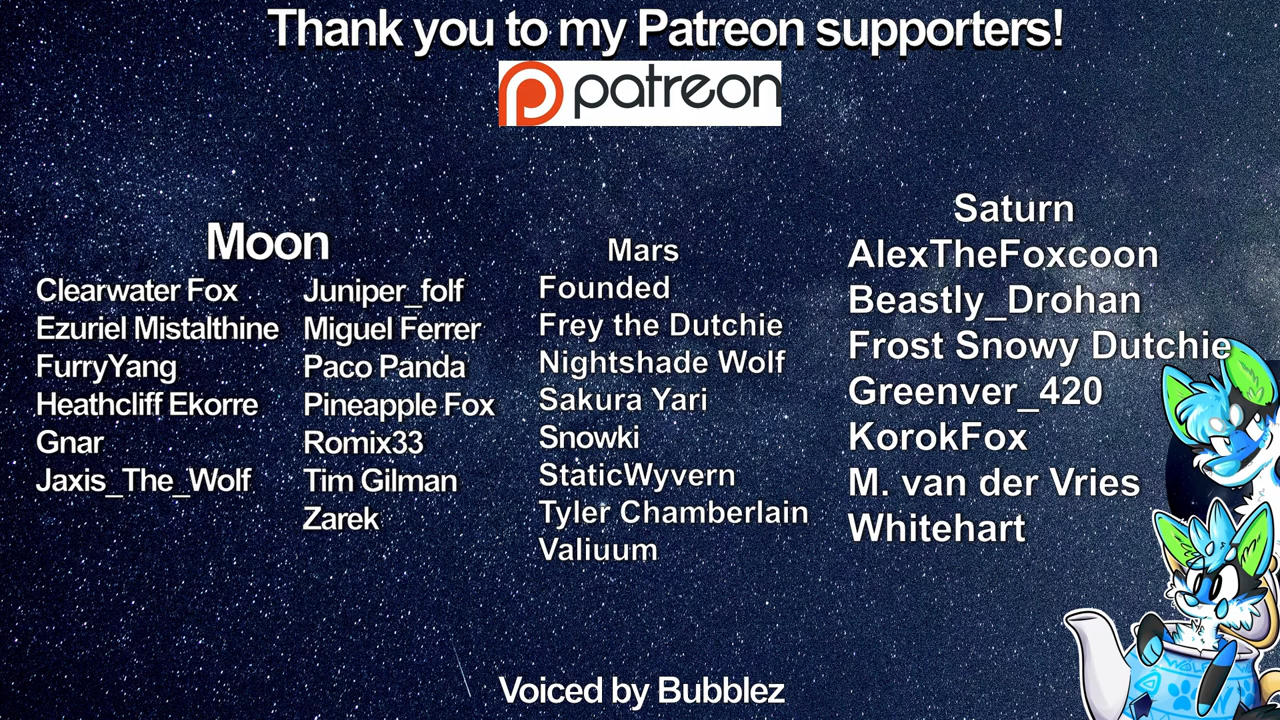 Thank you to my Patreon supporters!
patreon
Moon
Clearwater Fox
Ezuriel Mistalthine
FurryYang
Heathcliff Ekorre
Gnar
Jaxis_The_Wolf
Juniper_folf
Miguel Ferrer
Paco Panda
Pineapple Fox
Romix33
Tim Gilman
Zarek
Mars
Founded
Frey the Dutchie
Nightshade Wolf
Sakura Yari
Snowki
StaticWyvern
Tyler Chamberlain
Valiuum
Saturn
AlexTheFoxcoon
Beastly_Drohan
Frost Snowy Dutchie
Greenver_420
KorokFox
M. van der Vries
Whitehart
Voiced by Bubblez